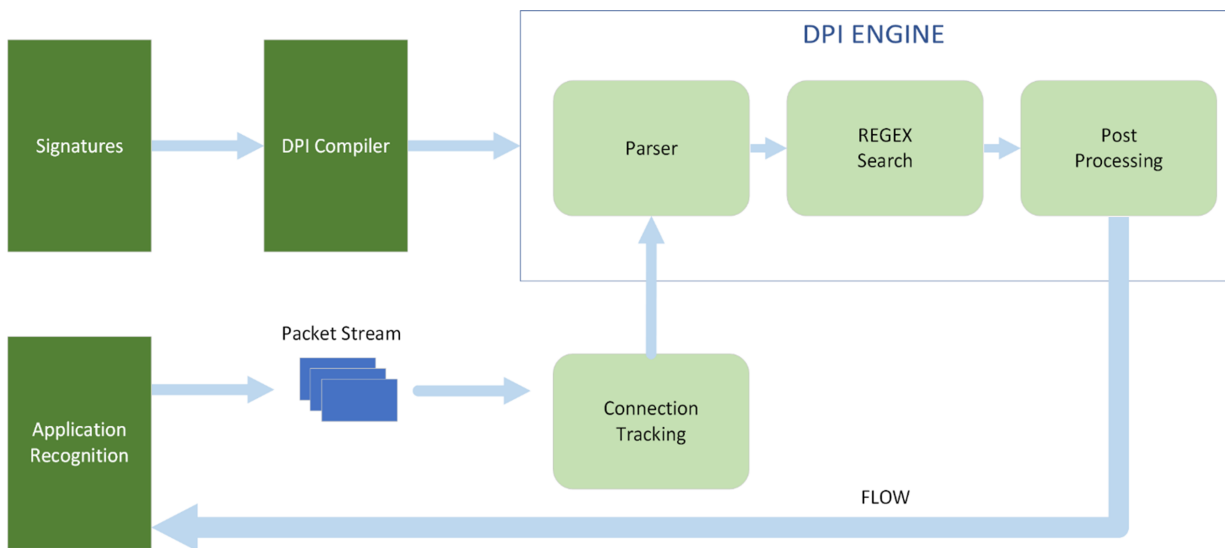 DPI ENGINE
Signatures
DPI Compiler
Parser
REGEX
Search
Post
Processing
Packet Stream
Application
Recognition
Connection
Tracking
FLOW